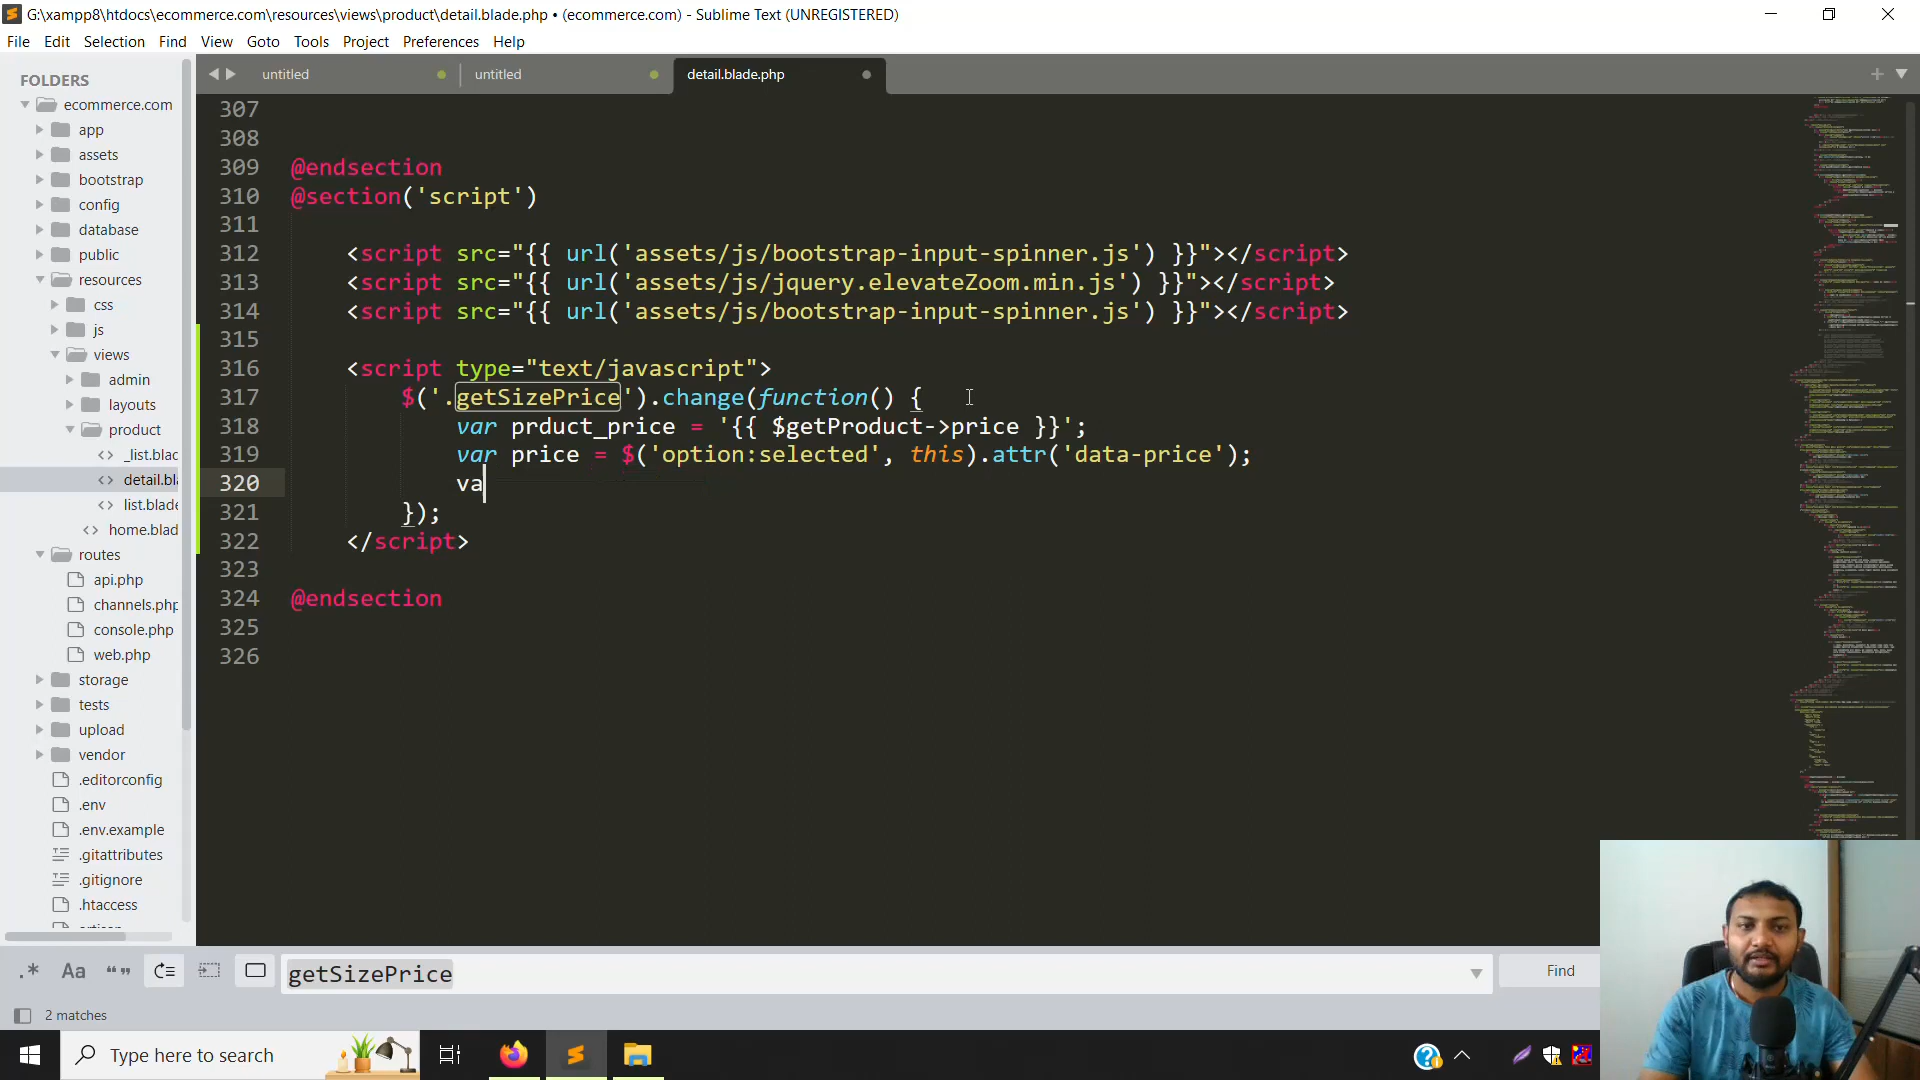 G:\xampp8\htdocs\ecommerce.com\resources\views\product\detail.blade.php • (ecommerce.com) - Sublime Text (UNREGISTERED)
File Edit Selection Find View Goto Tools Project Preferences Help
FOLDERS
ecommerce.com
app
assets
bootstrap
config
database
public
resources
css
js
views
admin
layouts
product
_list.blac
detail.bla
list.blade
home.blad
routes
api.php
channels.php
console.php
web.php
storage
tests
upload
vendor
.editorconfig
.env
.env.example
.gitattributes
.gitignore
.htaccess
untitled
untitled
detail.blade.php
307
308
309 @endsection
310 @section('script')
311
312 <script src="{{ url('assets/js/bootstrap-input-spinner.js') }}"></script>
313 <script src="{{ url('assets/js/jquery.elevateZoom.min.js') }}"></script>
314 <script src="{{ url('assets/js/bootstrap-input-spinner.js') }}"></script>
315
316 <script type="text/javascript">
317 $('.getSizePrice').change(function() {
318 var prduct_price = '{{ $getProduct->price }}';
319 var price = $('option:selected', this).attr('data-price');
320 va
321 });
322 </script>
323
324 @endsection
325
326
.* Aa “”
getSizePrice
Find
2 matches
Type here to search